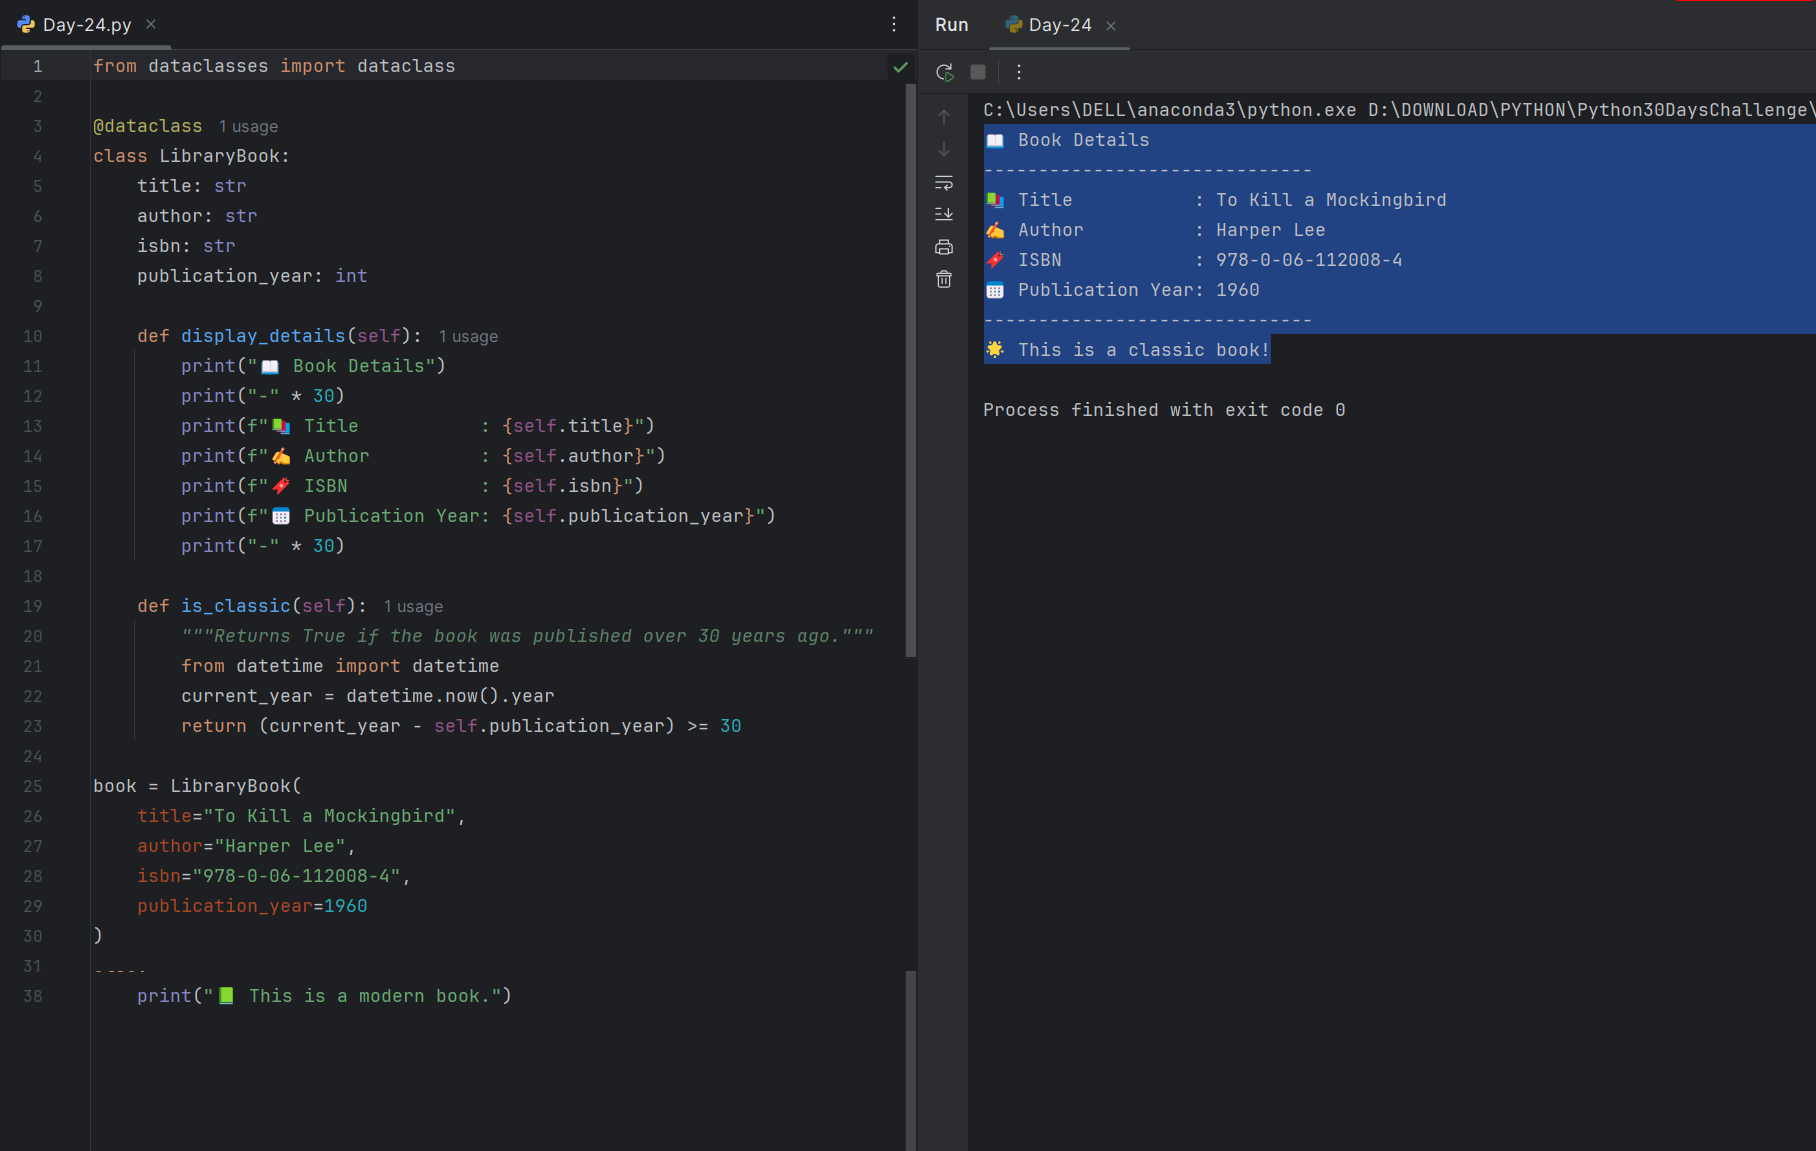 Day-24.py
1 from dataclasses import dataclass
2
3 @dataclass 1 usage
4 class LibraryBook:
5     title: str
6     author: str
7     isbn: str
8     publication_year: int
9
10     def display_details(self): 1 usage
11         print("📖 Book Details")
12         print("-" * 30)
13         print(f"📚 Title           : {self.title}")
14         print(f"✍️ Author          : {self.author}")
15         print(f"🔖 ISBN            : {self.isbn}")
16         print(f"📅 Publication Year: {self.publication_year}")
17         print("-" * 30)
18
19     def is_classic(self): 1 usage
20         """Returns True if the book was published over 30 years ago."""
21         from datetime import datetime
22         current_year = datetime.now().year
23         return (current_year - self.publication_year) >= 30
24
25 book = LibraryBook(
26     title="To Kill a Mockingbird",
27     author="Harper Lee",
28     isbn="978-0-06-112008-4",
29     publication_year=1960
30 )
31
38     print("📗 This is a modern book.")
Run Day-24
C:\Users\DELL\anaconda3\python.exe D:\DOWNLOAD\PYTHON\Python30DaysChallenge\
📖 Book Details
------------------------------
📚 Title           : To Kill a Mockingbird
✍️ Author          : Harper Lee
🔖 ISBN            : 978-0-06-112008-4
📅 Publication Year: 1960
------------------------------
🌟 This is a classic book!
Process finished with exit code 0